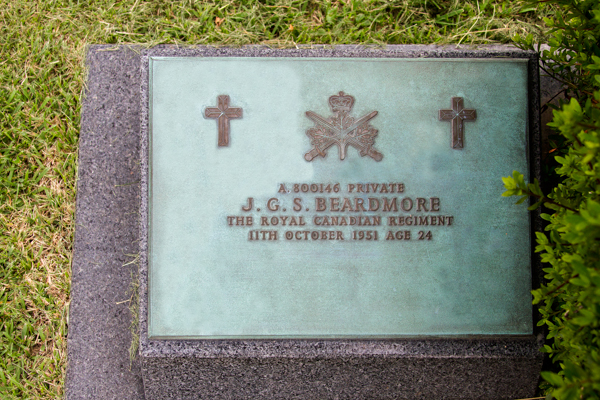 A.800146 PRIVATE
J.G.S. BEARDMORE
THE ROYAL CANADIAN REGIMENT
11TH OCTOBER 1951 AGE 24